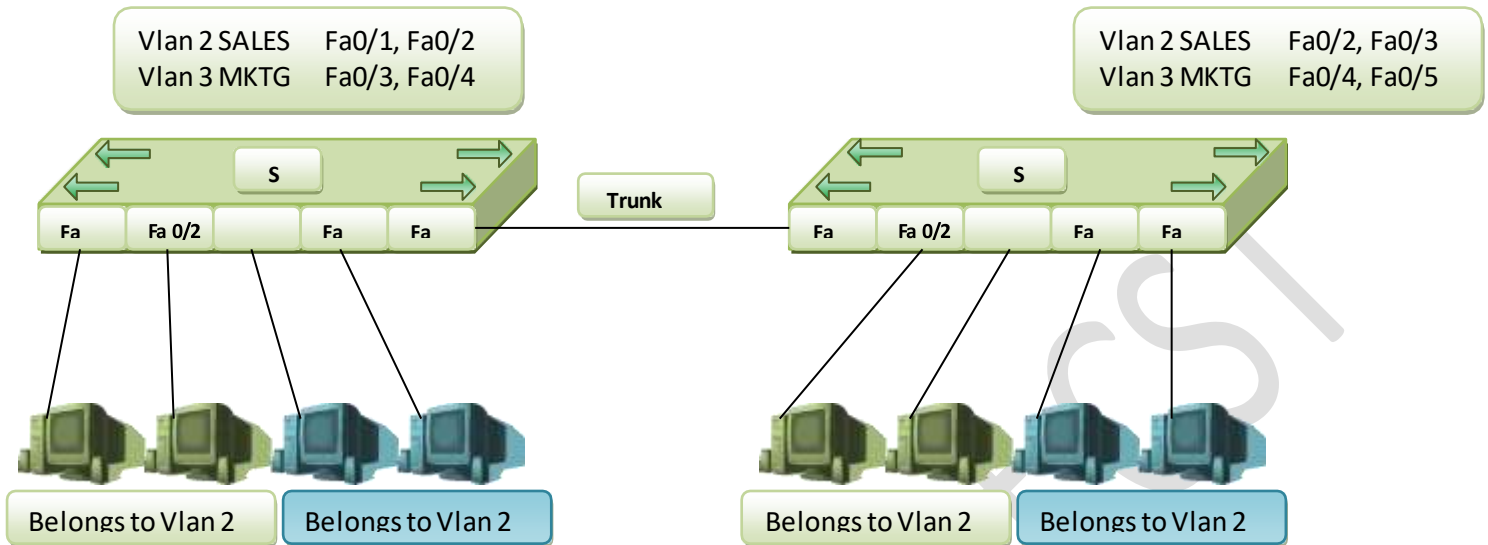 Vlan 2 SALES Fa0/1, Fa0/2
Vlan 3 MKTG Fa0/3, Fa0/4
Vlan 2 SALES Fa0/2, Fa0/3
Vlan 3 MKTG Fa0/4, Fa0/5
S
S
Trunk
Fa
Fa 0/2
Fa
Fa
Fa
Fa 0/2
Fa
Fa
CST
Belongs to Vlan 2
Belongs to Vlan 2
Belongs to Vlan 2
Belongs to Vlan 2